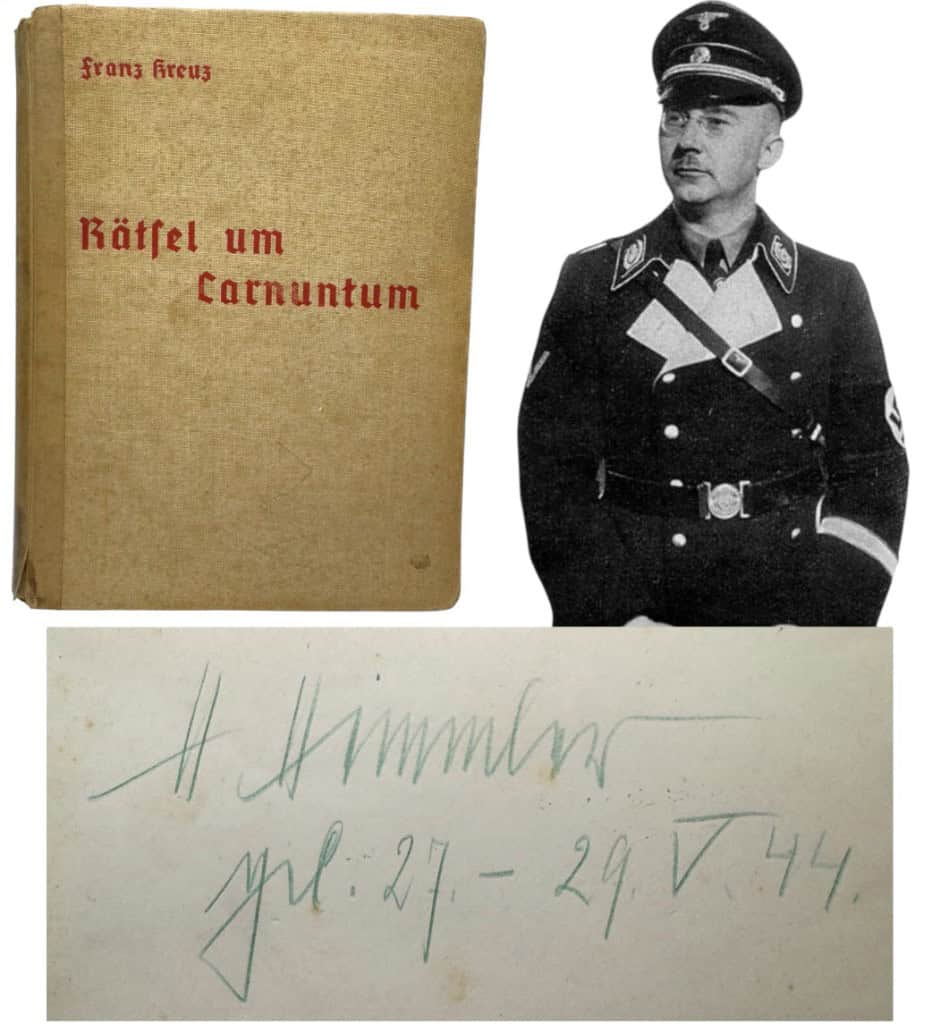 Franz Kreuz
Rätsel um
Carnuntum
H Himmler
gel. 27. – 29. V. 44.